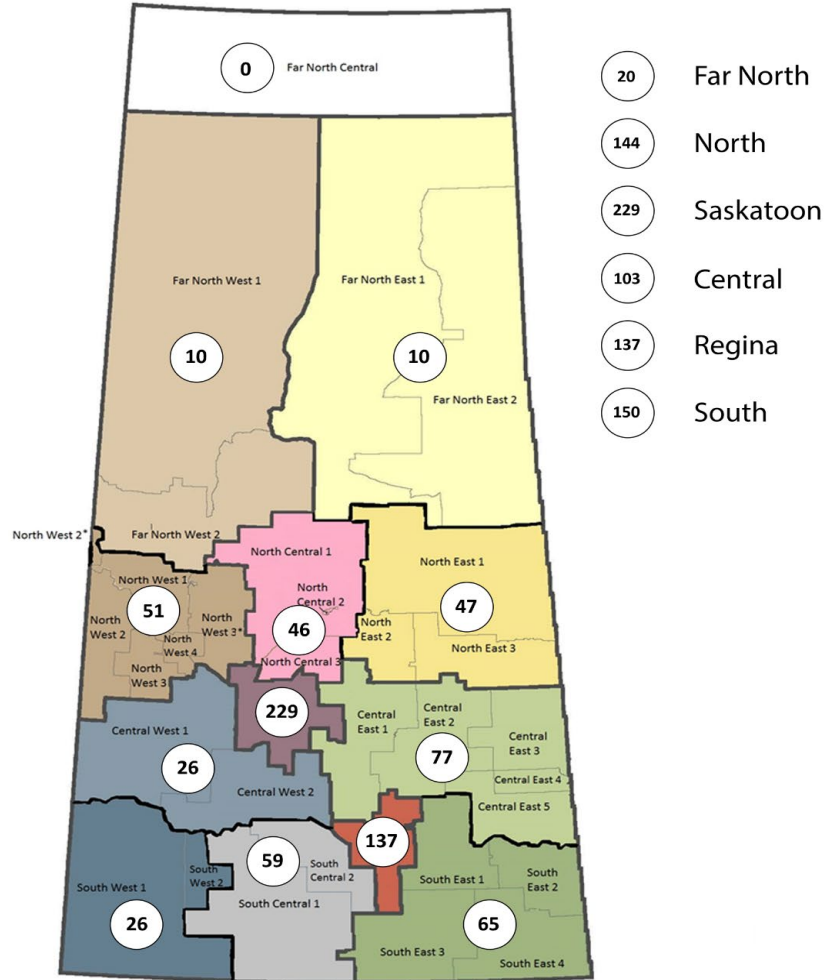 0
Far North Central
20
Far North
144
North
229
Saskatoon
103
Central
137
Regina
150
South
Far North West 1
Far North East 1
10
10
Far North East 2
North West 2*
Far North West 2
North Central 1
North East 1
North West 1
51
North
Central 2
47
North
West 2
North
West 3*
46
North
East 2
North
West 4
North East 3
North
West 3
North Central 3
229
Central West 1
Central
East 1
Central
East 2
Central
East 3
26
77
Central East 4
Central West 2
Central East 5
137
59
South
Central 2
South West 1
South
West 2
South East 1
South
East 2
South Central 1
26
65
South East 3
South East 4